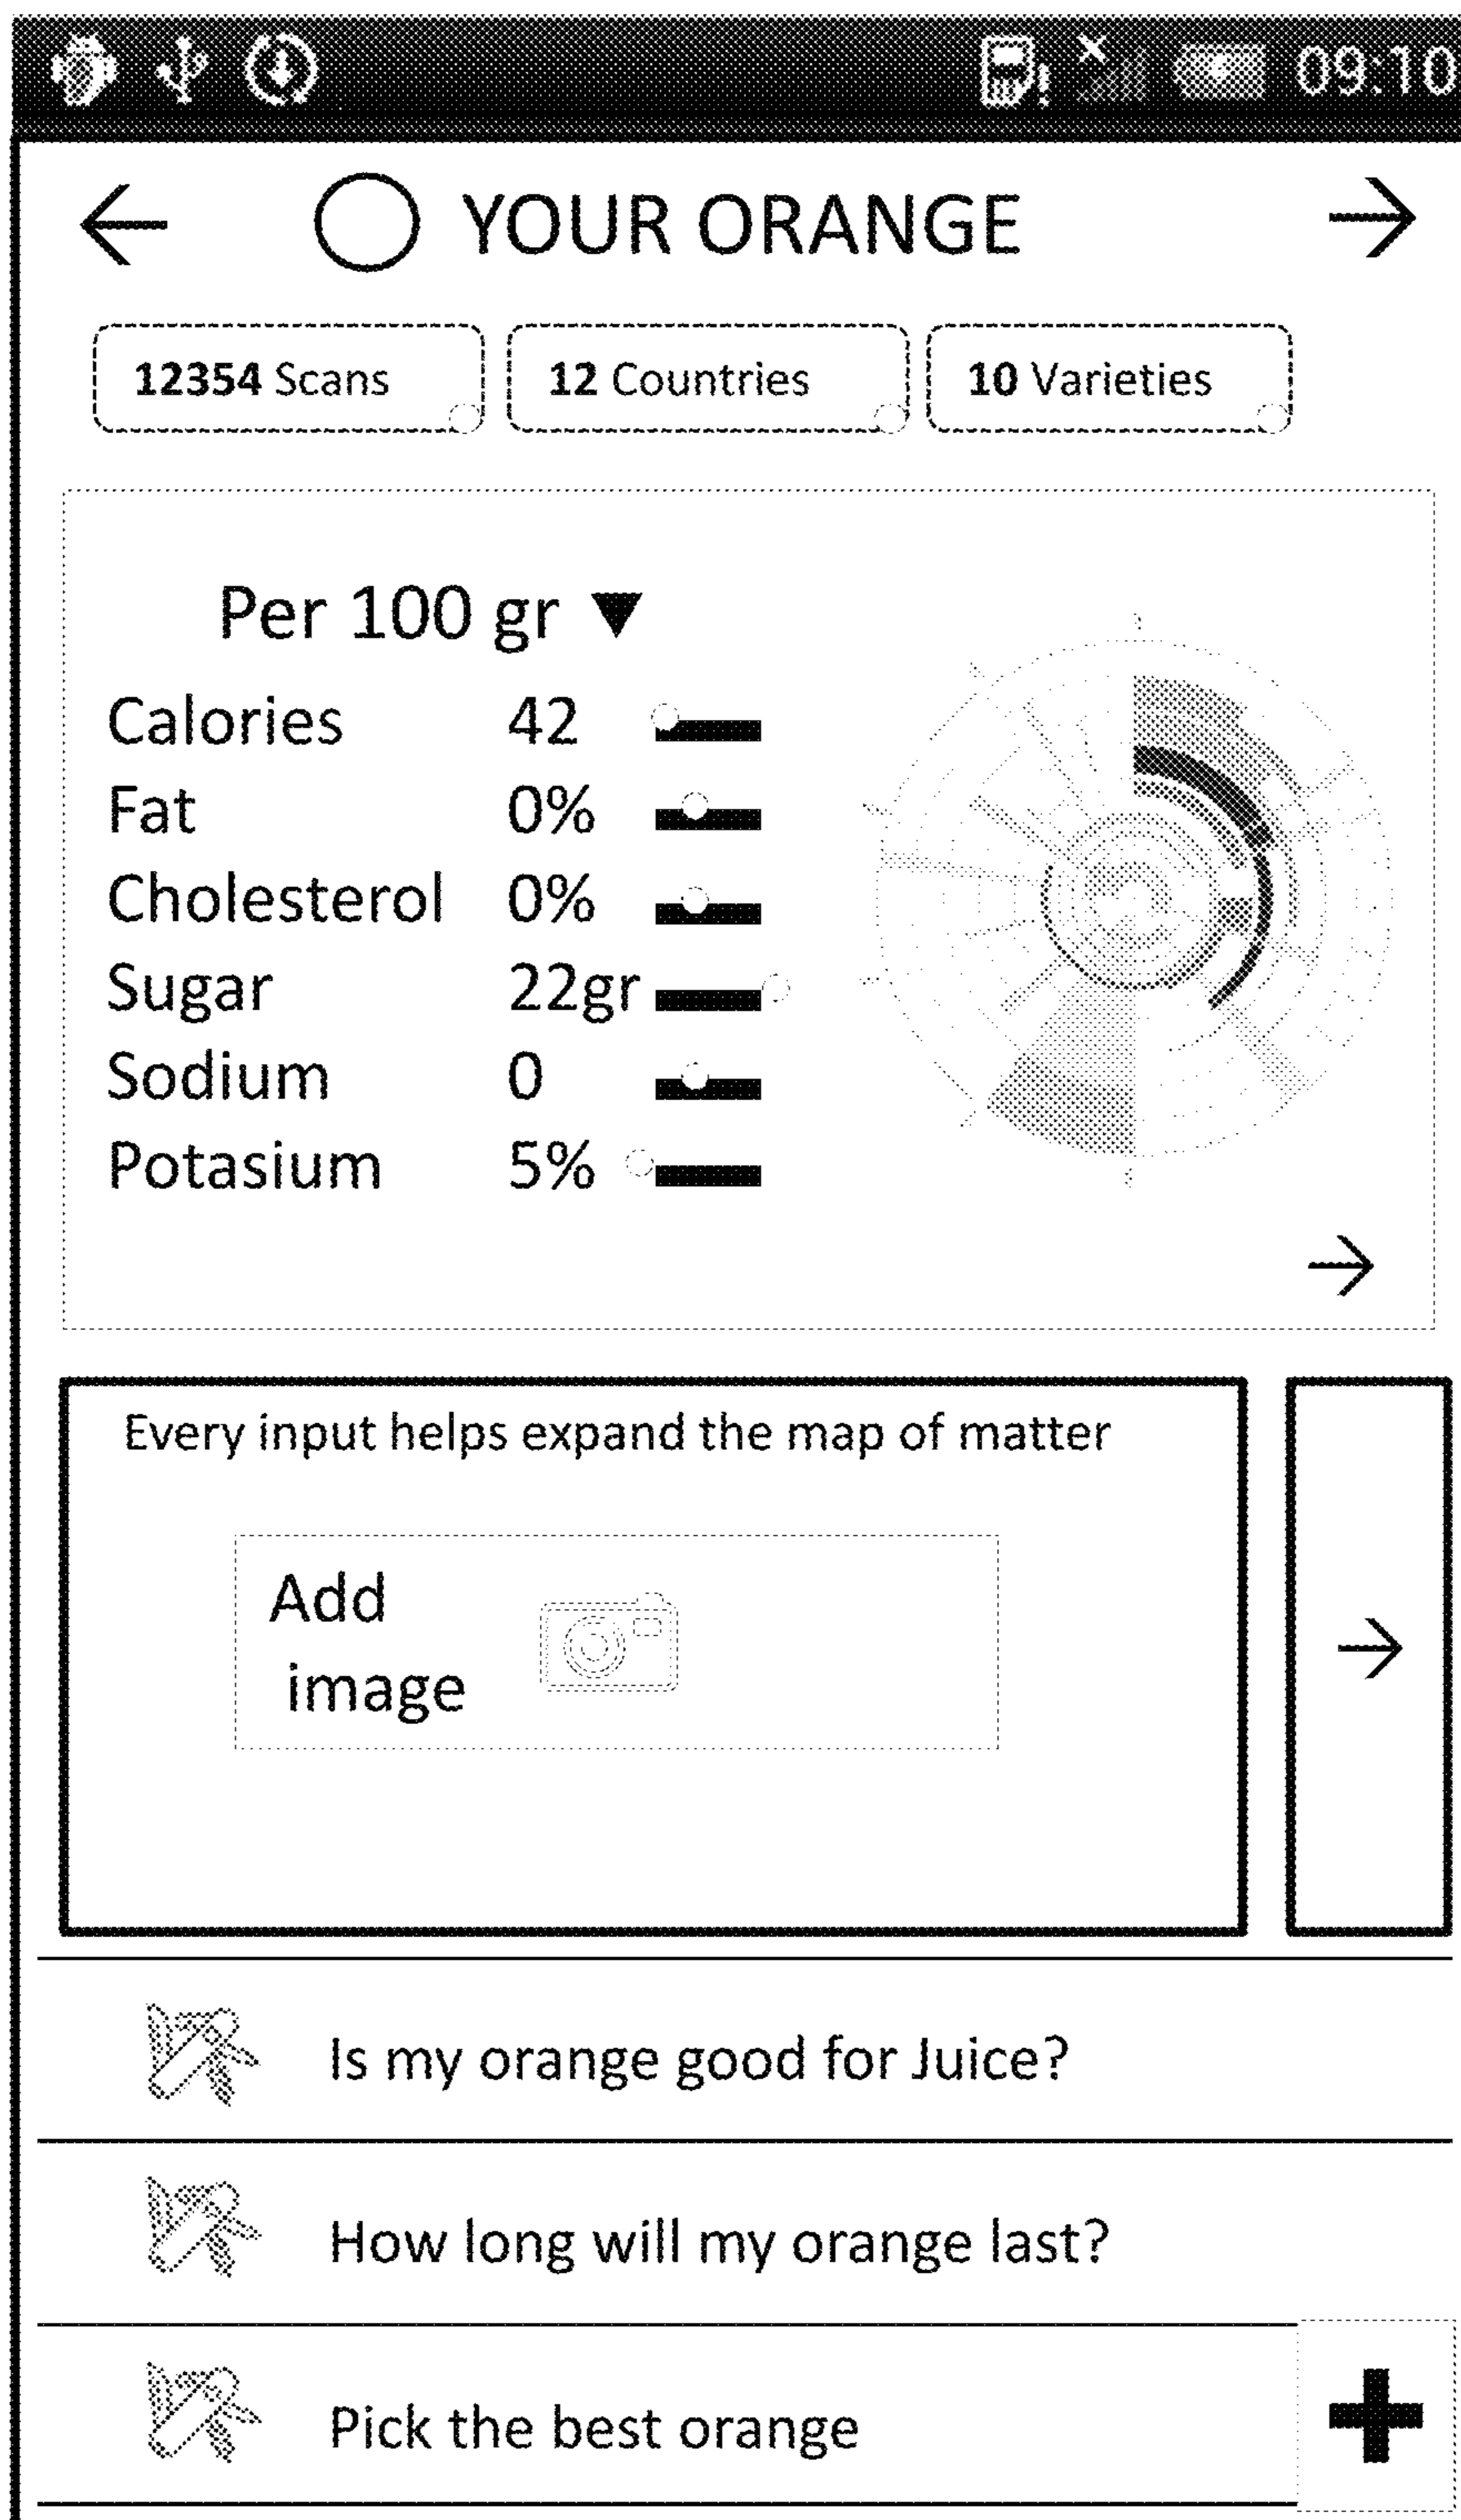 09:10
YOUR ORANGE
12354 Scans 12 Countries 10 Varieties
Per 100 gr
Calories 42
Fat 0%
Cholesterol 0%
Sugar 22gr
Sodium 0
Potasium 5%
Every input helps expand the map of matter
Add
image
Is my orange good for Juice?
How long will my orange last?
Pick the best orange